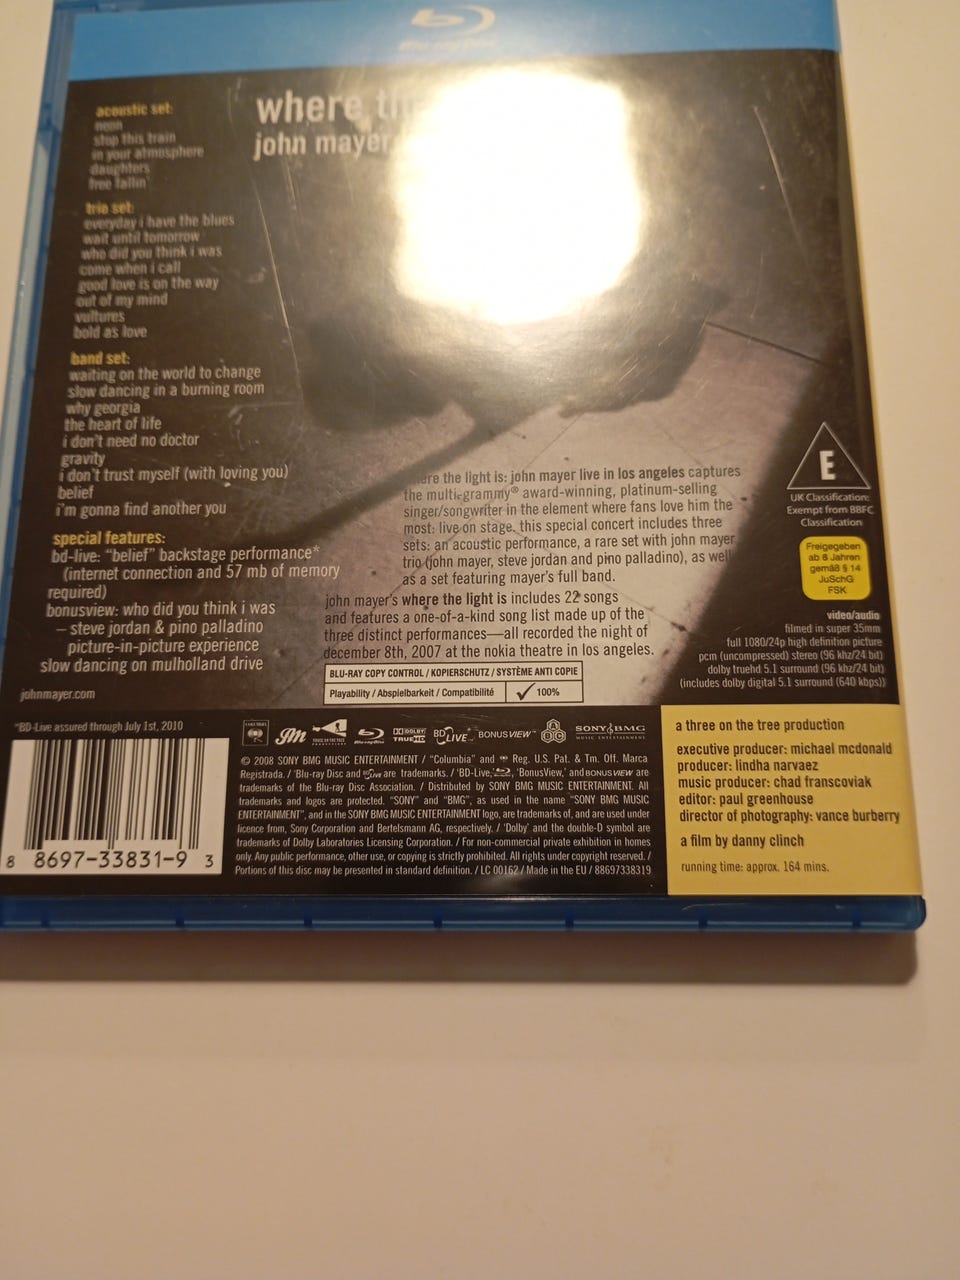 Blu-ray Disc
where th
john mayer
acoustic set:
neon
stop this train
in your atmosphere
daughters
free fallin'
trio set:
everyday i have the blues
wait until tomorrow
who did you think i was
come when i call
good love is on the way
out of my mind
vultures
bold as love
band set:
waiting on the world to change
slow dancing in a burning room
why georgia
the heart of life
i don't need no doctor
gravity
i don't trust myself (with loving you)
belief
i'm gonna find another you
special features:
bd-live: "belief" backstage performance*
(internet connection and 57 mb of memory
required)
bonusview: who did you think i was
– steve jordan & pino palladino
picture-in-picture experience
slow dancing on mulholland drive
johnmayer.com
where the light is: john mayer live in los angeles captures
the multi-grammy® award-winning, platinum-selling
singer/songwriter in the element where fans love him the
most: live on stage. this special concert includes three
sets: an acoustic performance, a rare set with john mayer
trio (john mayer, steve jordan and pino palladino), as well
as a set featuring mayer's full band.
john mayer's where the light is includes 22 songs
and features a one-of-a-kind song list made up of the
three distinct performances—all recorded the night of
december 8th, 2007 at the nokia theatre in los angeles.
BLU-RAY COPY CONTROL / KOPIERSCHUTZ / SYSTÈME ANTI COPIE
Playability / Abspielbarkeit / Compatibilité 100%
E
UK Classification:
Exempt from BBFC
Classification
Freigegeben
ab 6 Jahren
gemäß § 14
JuSchG
FSK
video/audio
filmed in super 35mm
full 1080/24p high definition picture
pcm (uncompressed) stereo (96 khz/24 bit)
dolby truehd 5.1 surround (96 khz/24 bit)
(includes dolby digital 5.1 surround (640 kbps))
*BD-Live assured through July 1st, 2010
8 8697-33831-9 3
COLUMBIA JM Blu-ray Disc DOLBY TRUEHD BD LIVE BONUSVIEW SONY BMG MUSIC ENTERTAINMENT
© 2008 SONY BMG MUSIC ENTERTAINMENT / "Columbia" and Reg. U.S. Pat. & Tm. Off. Marca
Registrada. / 'Blu-ray Disc and Live are trademarks. / 'BD-Live,' 'BonusView,' and BONUSVIEW are
trademarks of the Blu-ray Disc Association. / Distributed by SONY BMG MUSIC ENTERTAINMENT. All
trademarks and logos are protected. "SONY" and "BMG", as used in the name "SONY BMG MUSIC
ENTERTAINMENT", and in the SONY BMG MUSIC ENTERTAINMENT logo, are trademarks of, and are used under
licence from, Sony Corporation and Bertelsmann AG, respectively. / 'Dolby' and the double-D symbol are
trademarks of Dolby Laboratories Licensing Corporation. / For non-commercial private exhibition in homes
only. Any public performance, other use, or copying is strictly prohibited. All rights under copyright reserved. /
Portions of this disc may be presented in standard definition. / LC 00162 / Made in the EU / 88697338319
a three on the tree production
executive producer: michael mcdonald
producer: lindha narvaez
music producer: chad franscoviak
editor: paul greenhouse
director of photography: vance burberry
a film by danny clinch
running time: approx. 164 mins.